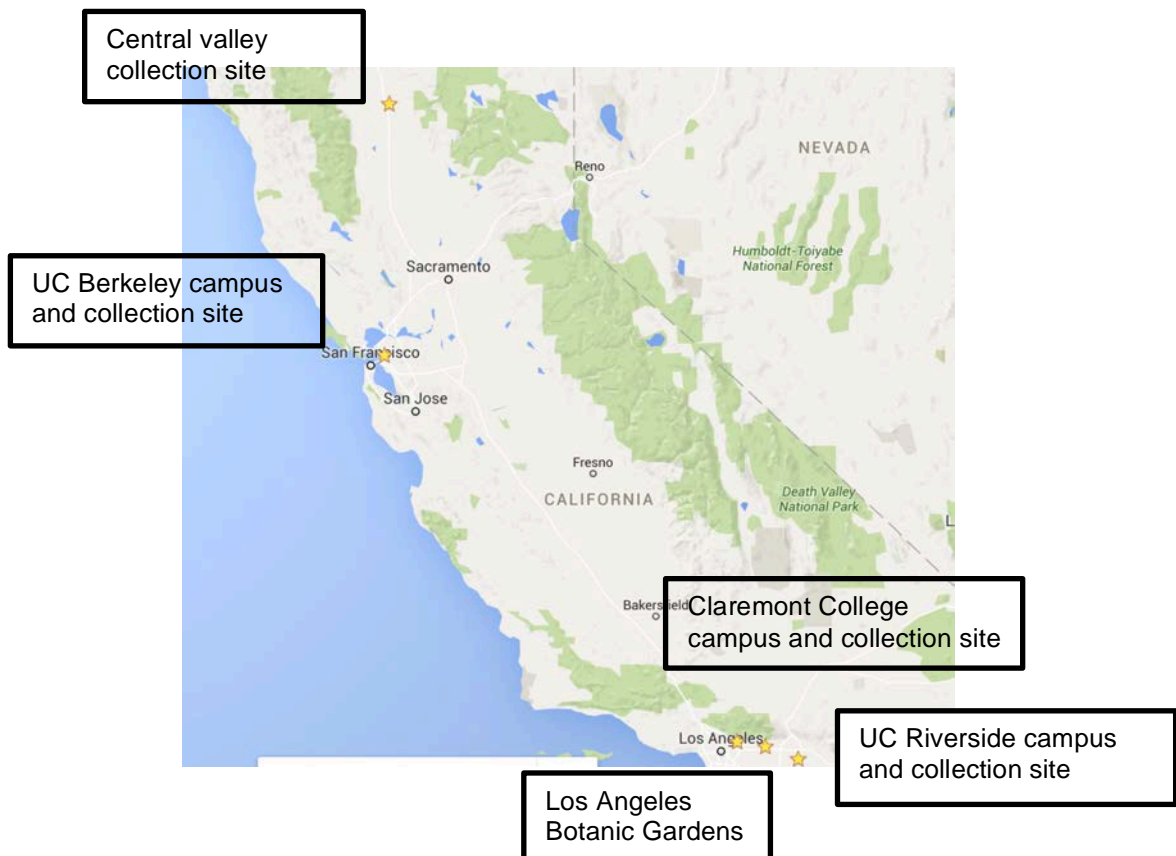 Central valley
collection site
NEVADA
Reno
Humboldt-Toiyabe
National Forest
Sacramento
UC Berkeley campus
and collection site
San Francisco
San Jose
Fresno
CALIFORNIA
Death Valley
National Park
L
Bakersfield
Claremont College
campus and collection site
Los Angeles
UC Riverside campus
and collection site
Los Angeles
Botanic Gardens